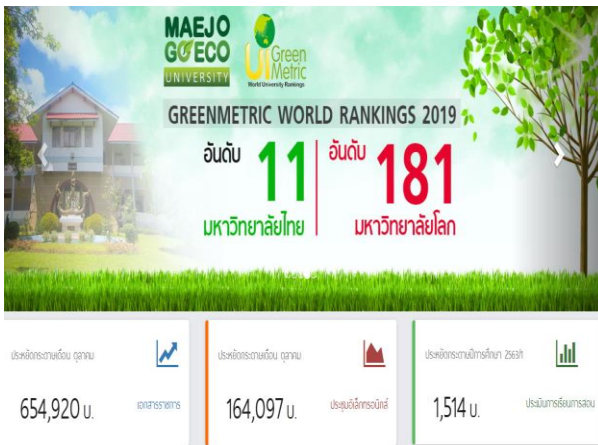 MAEJO
GO ECO
UNIVERSITY
UI Green
Metric
World University Rankings
GREENMETRIC WORLD RANKINGS 2019
อันดับ 11 อันดับ 181
มหาวิทยาลัยไทย มหาวิทยาลัยโลก
ประหยัดกระดาษเดือน ตุลาคม
654,920 บ. เอกสารราชการ
ประหยัดกระดาษเดือน ตุลาคม
164,097 บ. ประชุมอิเล็กทรอนิกส์
ประหยัดกระดาษปีการศึกษา 2563/1
1,514 บ. ประเมินการเรียนการสอน